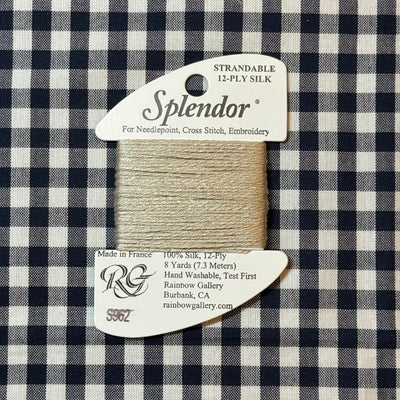 STRANDABLE
12-PLY SILK
Splendor®
For Needlepoint, Cross Stitch, Embroidery
Made in France
100% Silk, 12-Ply
8 Yards (7.3 Meters)
Hand Washable, Test First
Rainbow Gallery
Burbank, CA
rainbowgallery.com
RG
S962